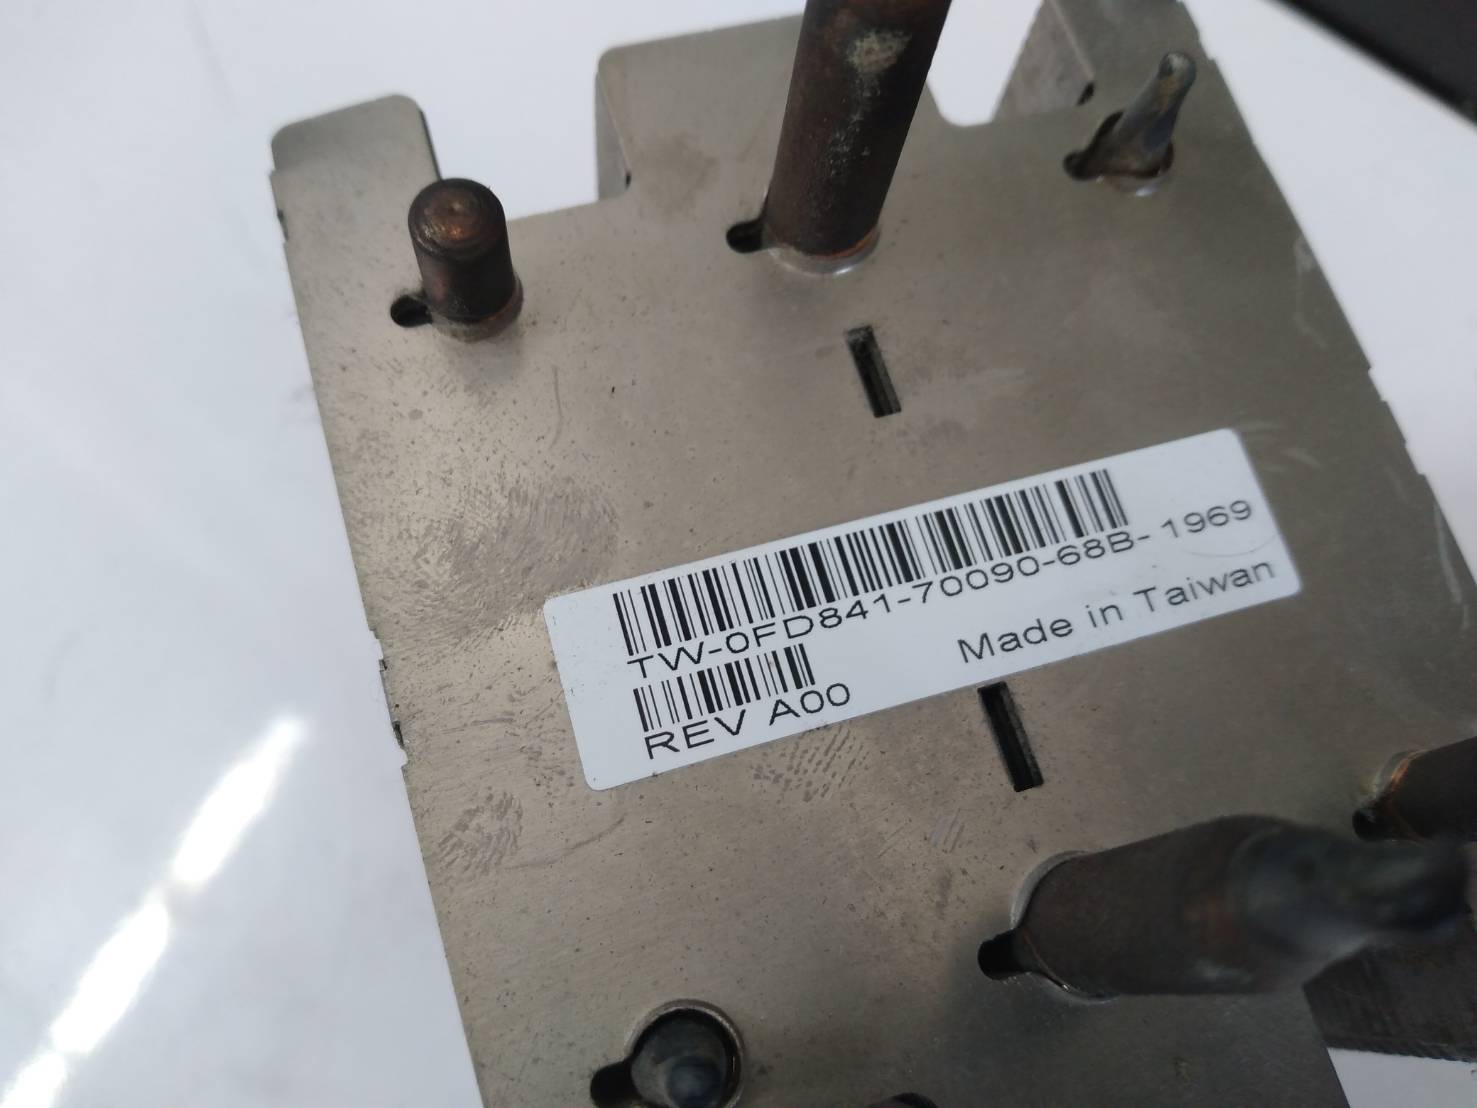 TW-0FD841-70090-68B-1969
Made in Taiwan
REV A00